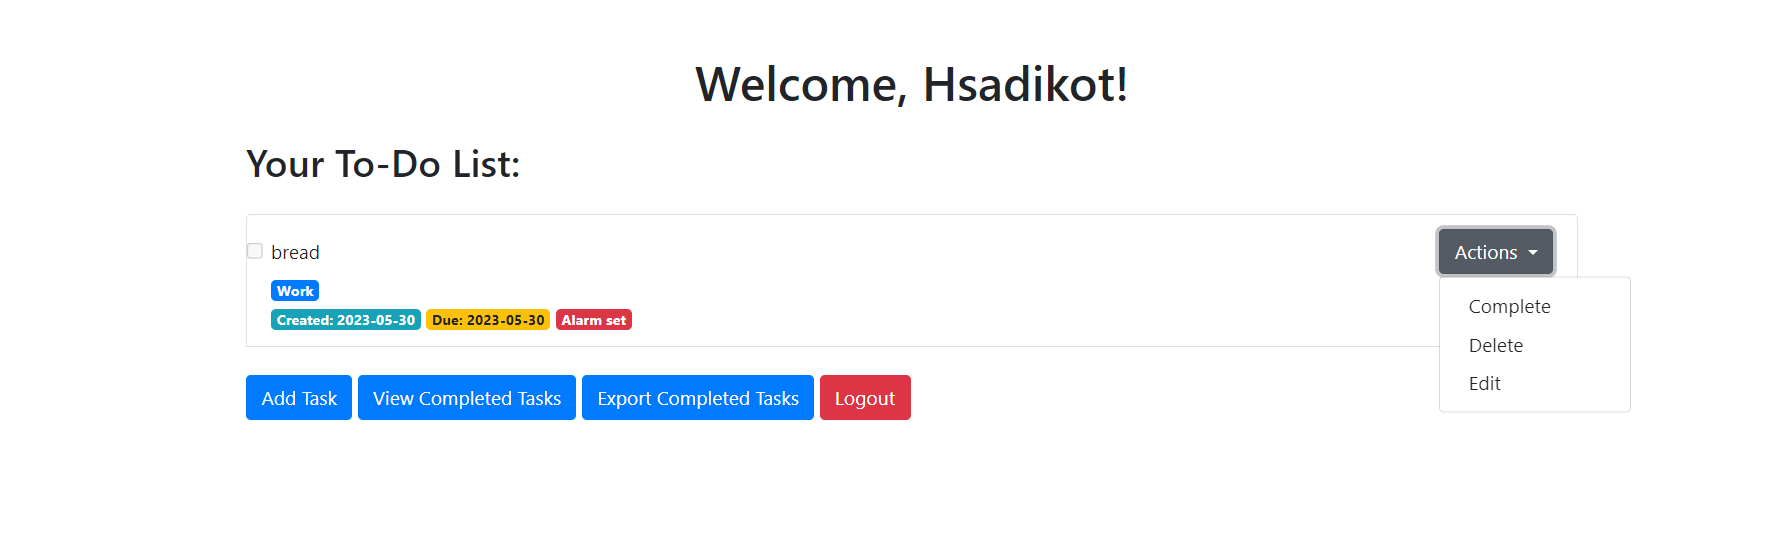 Welcome, Hsadikot!
Your To-Do List:
bread
Actions
Work
Created: 2023-05-30 Due: 2023-05-30 Alarm set
Complete
Delete
Edit
Add Task View Completed Tasks Export Completed Tasks Logout